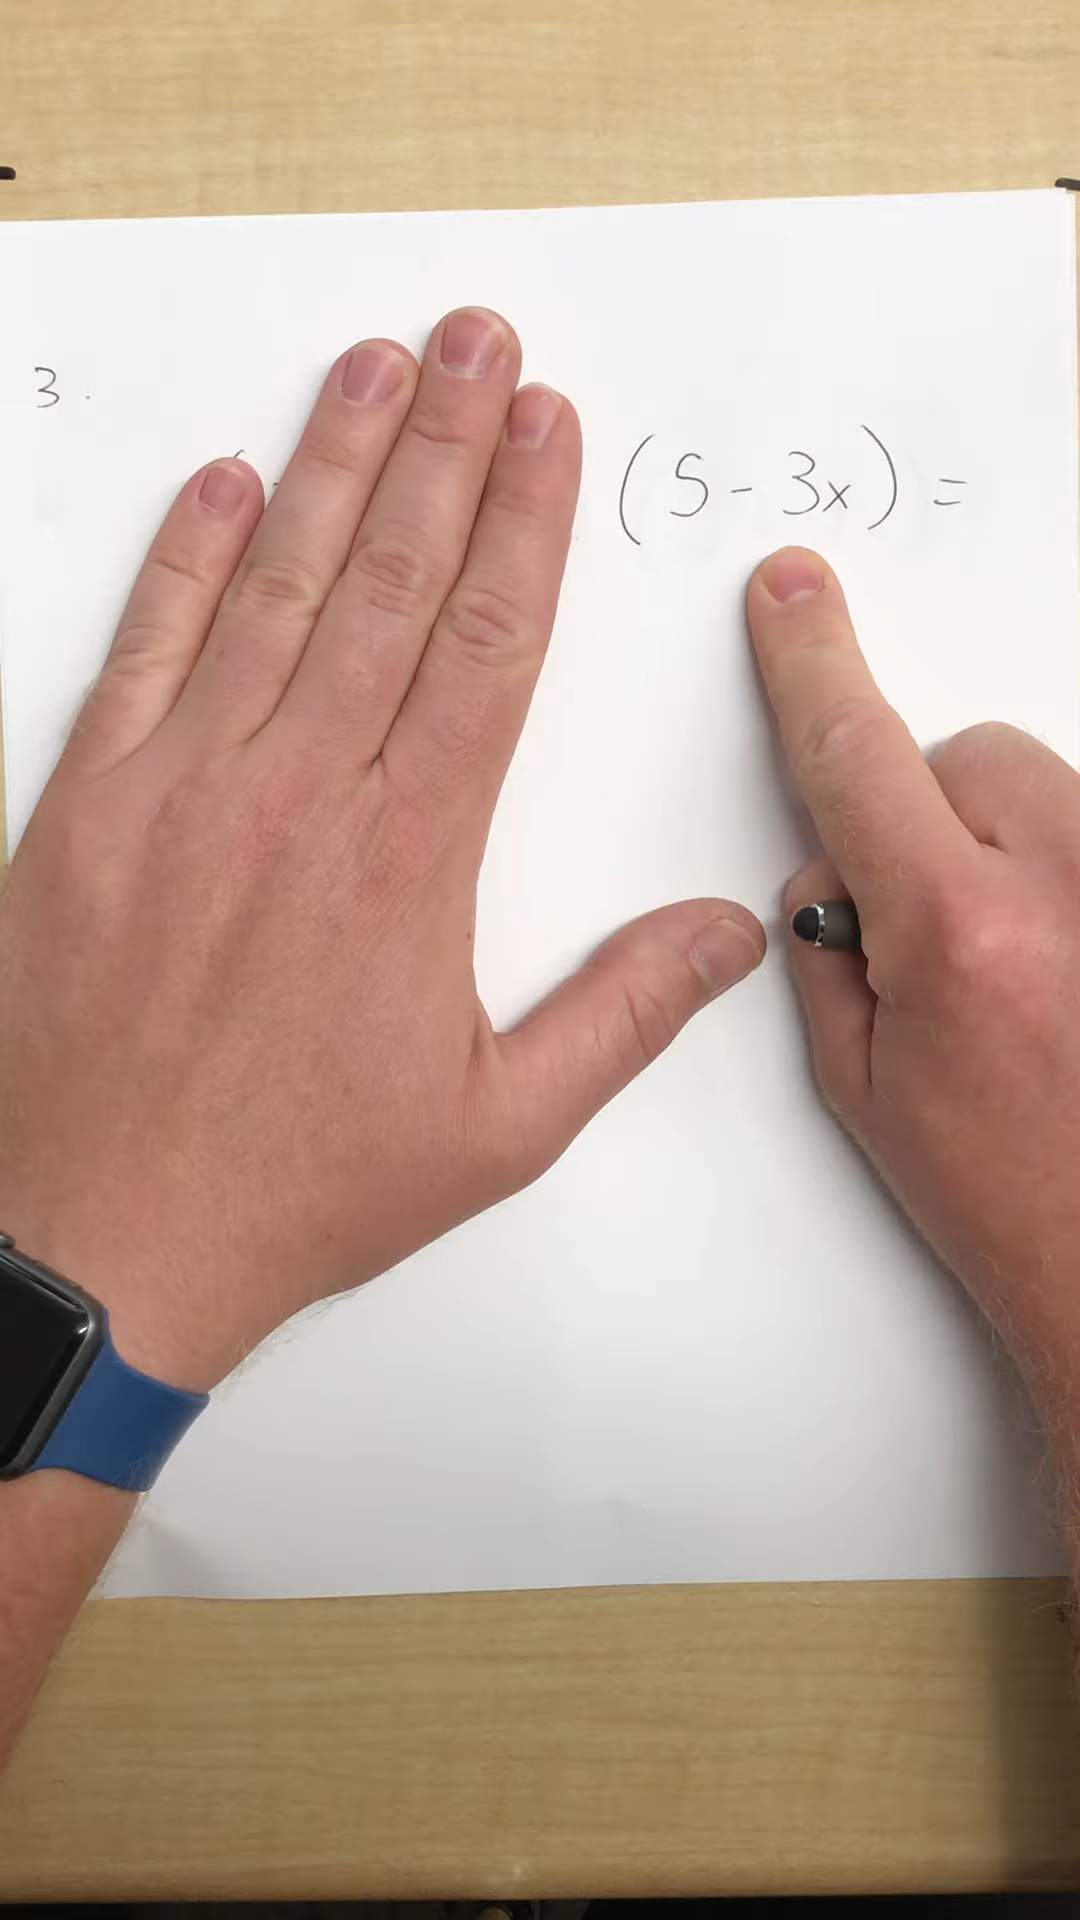 3.
(5-3x) =